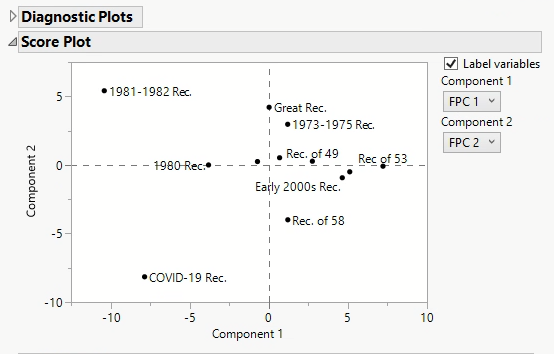 Diagnostic Plots
Score Plot
Label variables
Component 1
FPC 1
Component 2
FPC 2
Component 2
5
0
-5
-10
1981-1982 Rec.
Great Rec.
1973-1975 Rec.
Rec. of 49
Rec of 53
1980 Rec.
Early 2000s Rec.
Rec. of 58
COVID-19 Rec.
-10
-5
0
5
10
Component 1